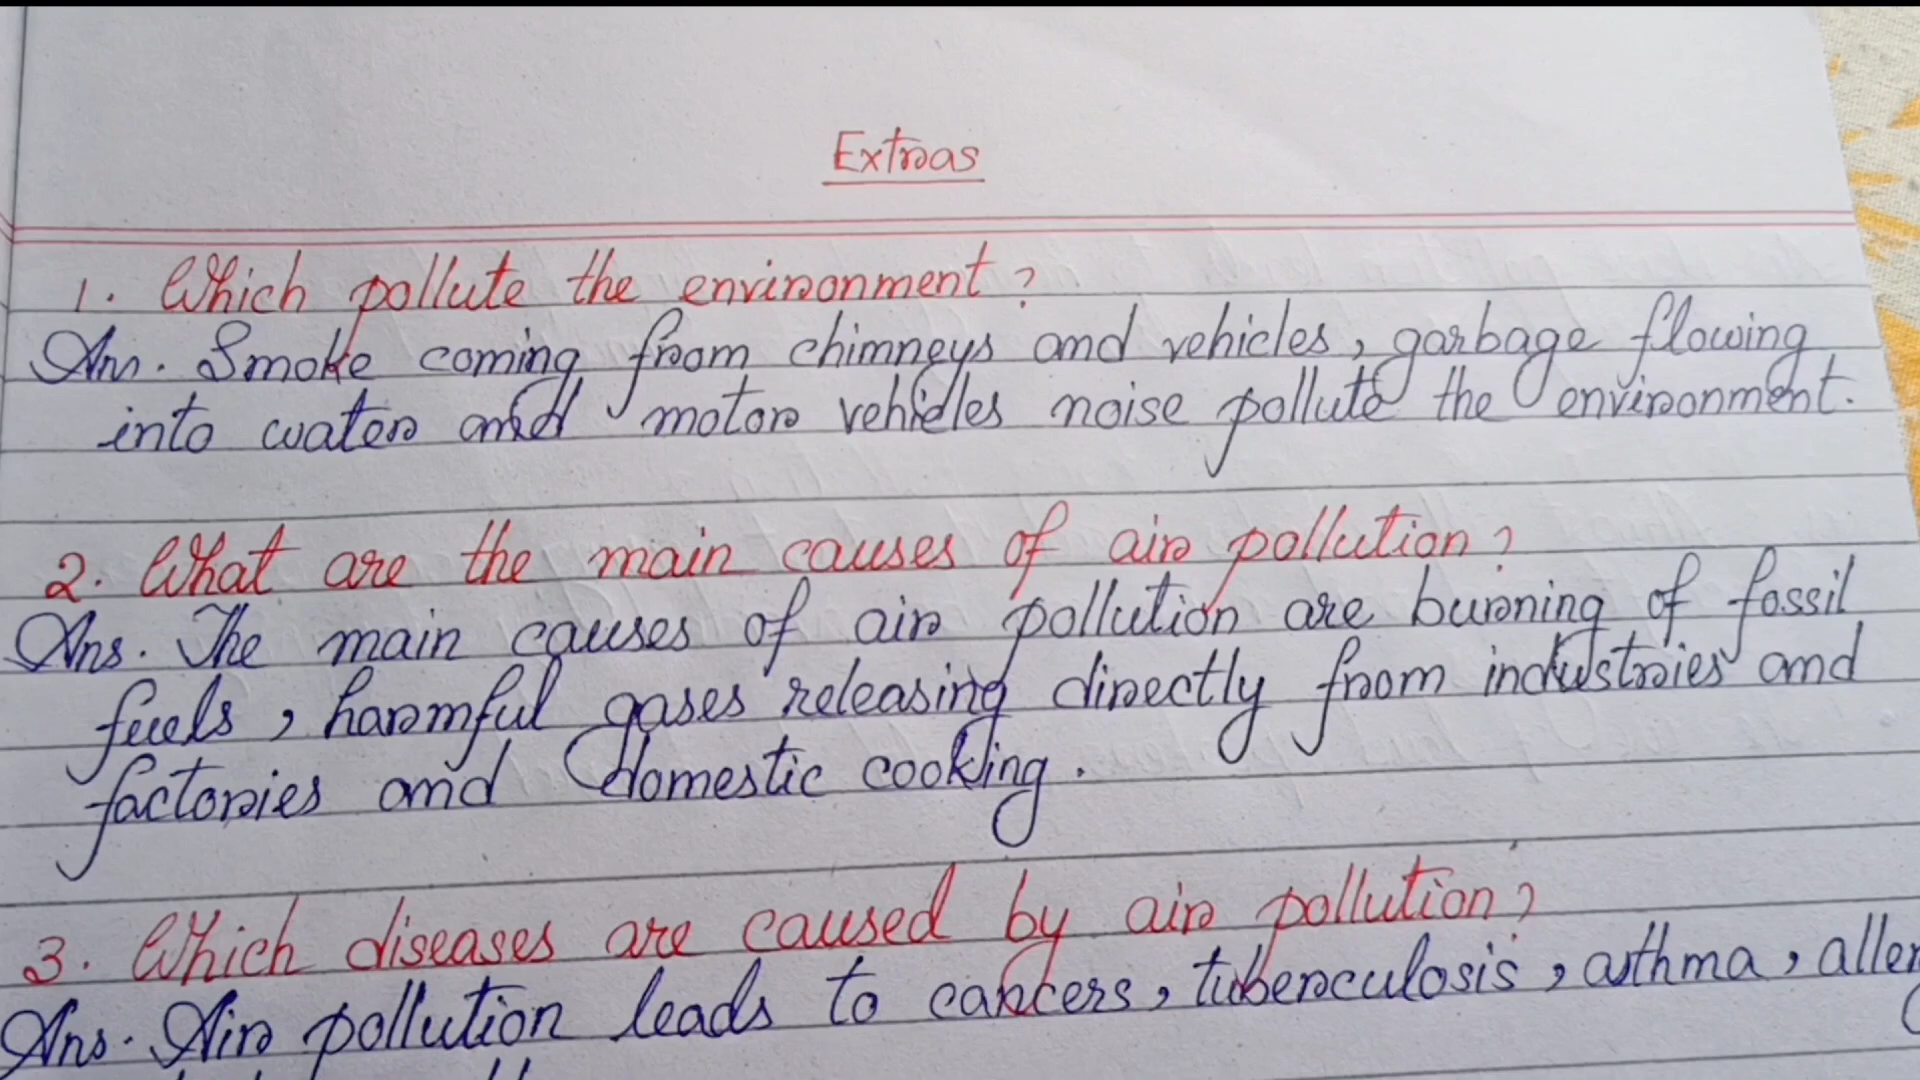 Extras
1. Which pollute the environment?
Ans. Smoke coming from chimneys and vehicles, garbage flowing
into water and motor vehicles noise pollute the environment.
2. What are the main causes of air pollution?
Ans. The main causes of air pollution are burning of fossil
fuels, harmful gases releasing directly from industries and
factories and domestic cooking.
3. Which diseases are caused by air pollution?
Ans. Air pollution leads to cancers, tuberculosis, asthma,